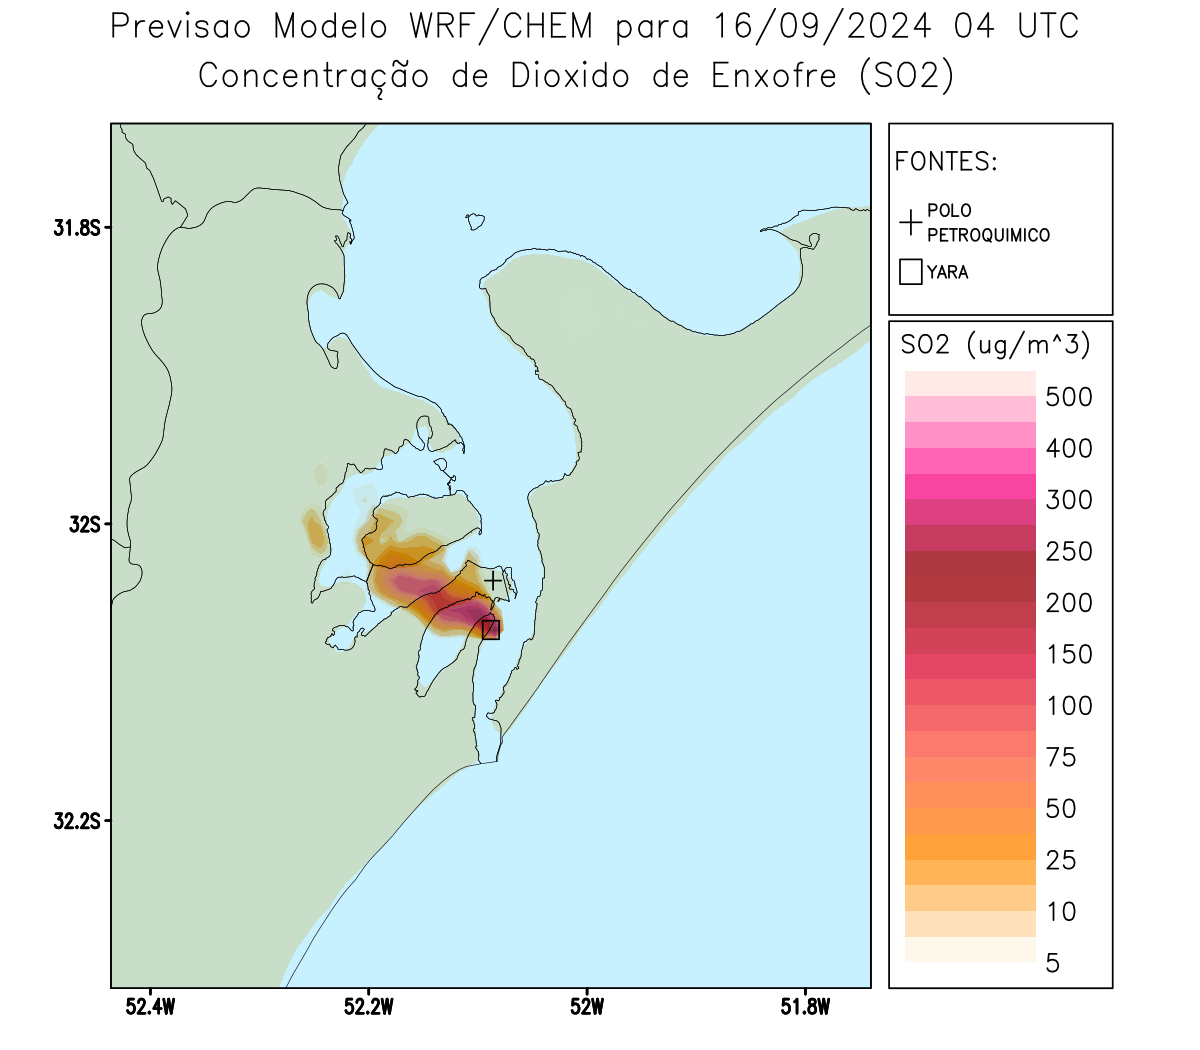 Previsao Modelo WRF/CHEM para 16/09/2024 04 UTC
Concentração de Dioxido de Enxofre (SO2)
FONTES:
POLO
PETROQUIMICO
YARA
SO2 (ug/m^3)
500
400
300
250
200
150
100
75
50
25
10
5
31.8S
32S
32.2S
52.4W
52.2W
52W
51.8W